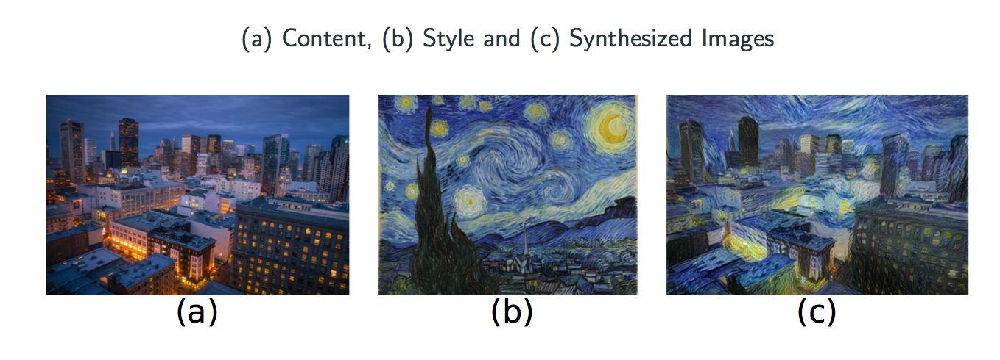 (a) Content, (b) Style and (c) Synthesized Images
(a)
(b)
(c)